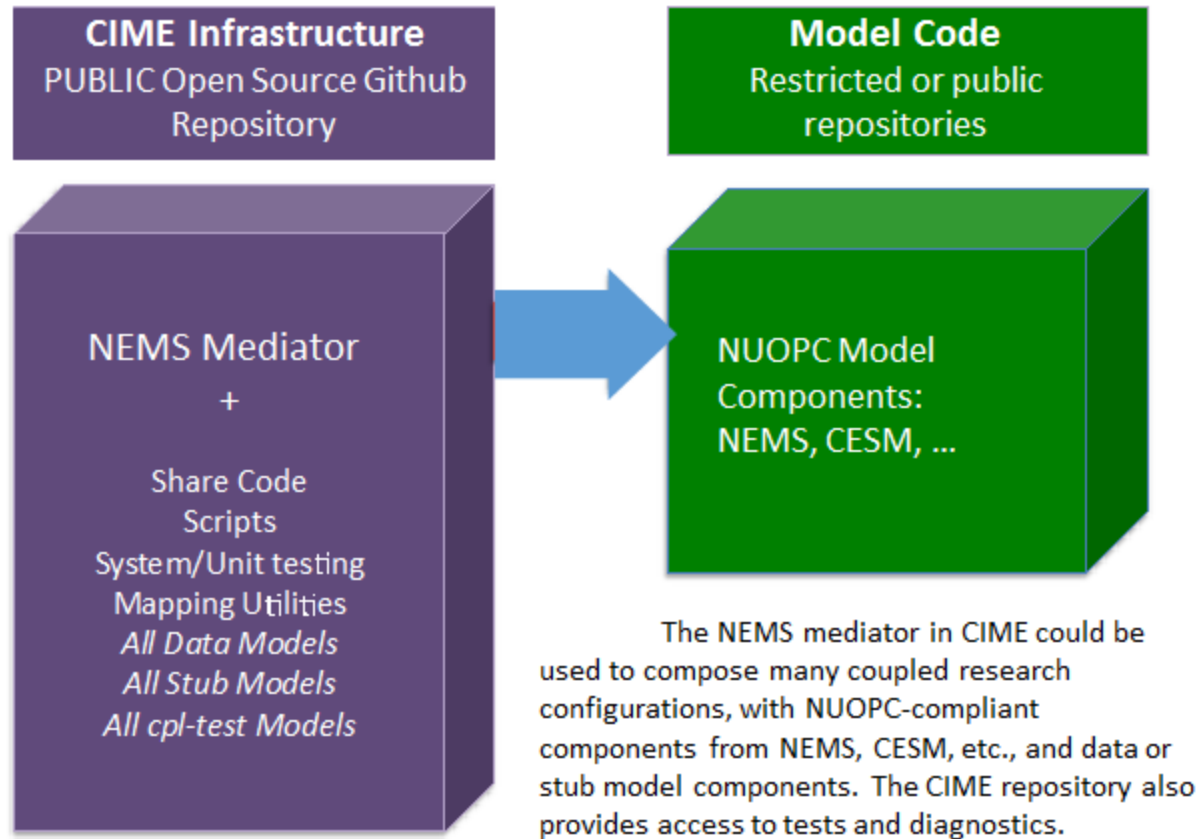 CIME Infrastructure
PUBLIC Open Source Github
Repository
Model Code
Restricted or public
repositories
NEMS Mediator
+
Share Code
Scripts
System/Unit testing
Mapping Utilities
All Data Models
All Stub Models
All cpl-test Models
NUOPC Model
Components:
NEMS, CESM, ...
The NEMS mediator in CIME could be
used to compose many coupled research
configurations, with NUOPC-compliant
components from NEMS, CESM, etc., and data or
stub model components. The CIME repository also
provides access to tests and diagnostics.